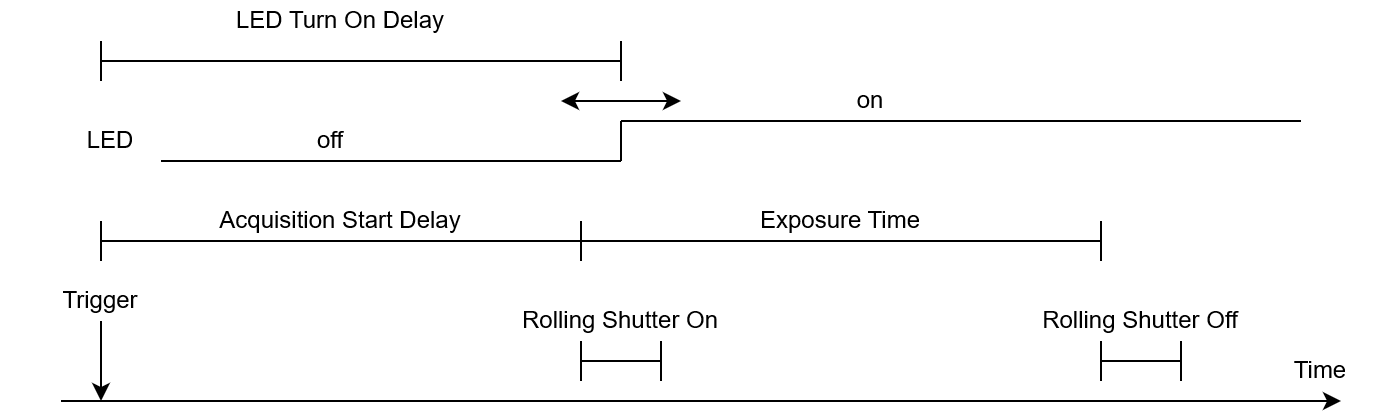 LED Turn On Delay
on
LED
off
Acquisition Start Delay
Exposure Time
Trigger
Rolling Shutter On
Rolling Shutter Off
Time